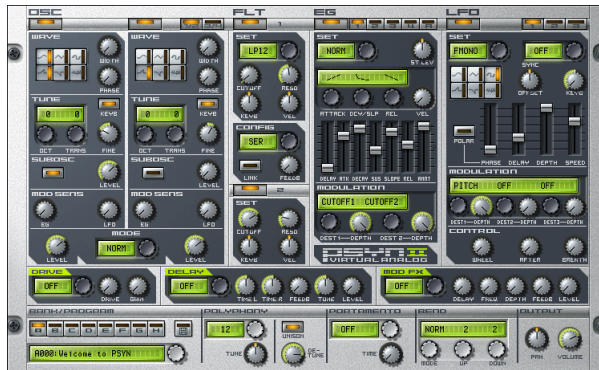 OSC FLT 1 EG LFO
WAVE WAVE SET SET SET
WIDTH WIDTH LP12 NORM FMONO OFF
ST LEV SYNC
PHASE PHASE CUTOFF RESO OFFSET KEYB
TUNE TUNE KEYB VEL ATTACK DCY/SLP REL VEL
0 0 0 0
KEYB KEYB CONFIG
OCT TRANS FINE OCT TRANS FINE SER POLAR
SUBOSC SUBOSC LINK FEEDB DELAY ATK DECAY SUS SLOPE REL AMNT PHASE DELAY DEPTH SPEED
LEVEL LEVEL 2 MODULATION MODULATION
MOD SENS MOD SENS SET CUTOFF1 CUTOFF2 PITCH OFF OFF
EG LFO EG LFO CUTOFF RESO DEST 1 DEPTH DEST 2 DEPTH DEST1 DEPTH DEST2 DEPTH DEST3 DEPTH
MODE CONTROL
LEVEL NORM LEVEL KEYB VEL PSYN II WHEEL AFTER BREATH
VIRTUAL ANALOG
DRIVE DELAY MOD FX
OFF DRIVE GAIN OFF TIME L TIME R FEEDB TUNE LEVEL OFF DELAY FREQ DEPTH FEEDB LEVEL
BANK/PROGRAM POLYPHONY PORTAMENTO BEND OUTPUT
A B C D E F G H 12 UNISON OFF NORM 2 2
A000: Welcome to PSYN TUNE DE-TUNE TIME MODE UP DOWN PAN VOLUME